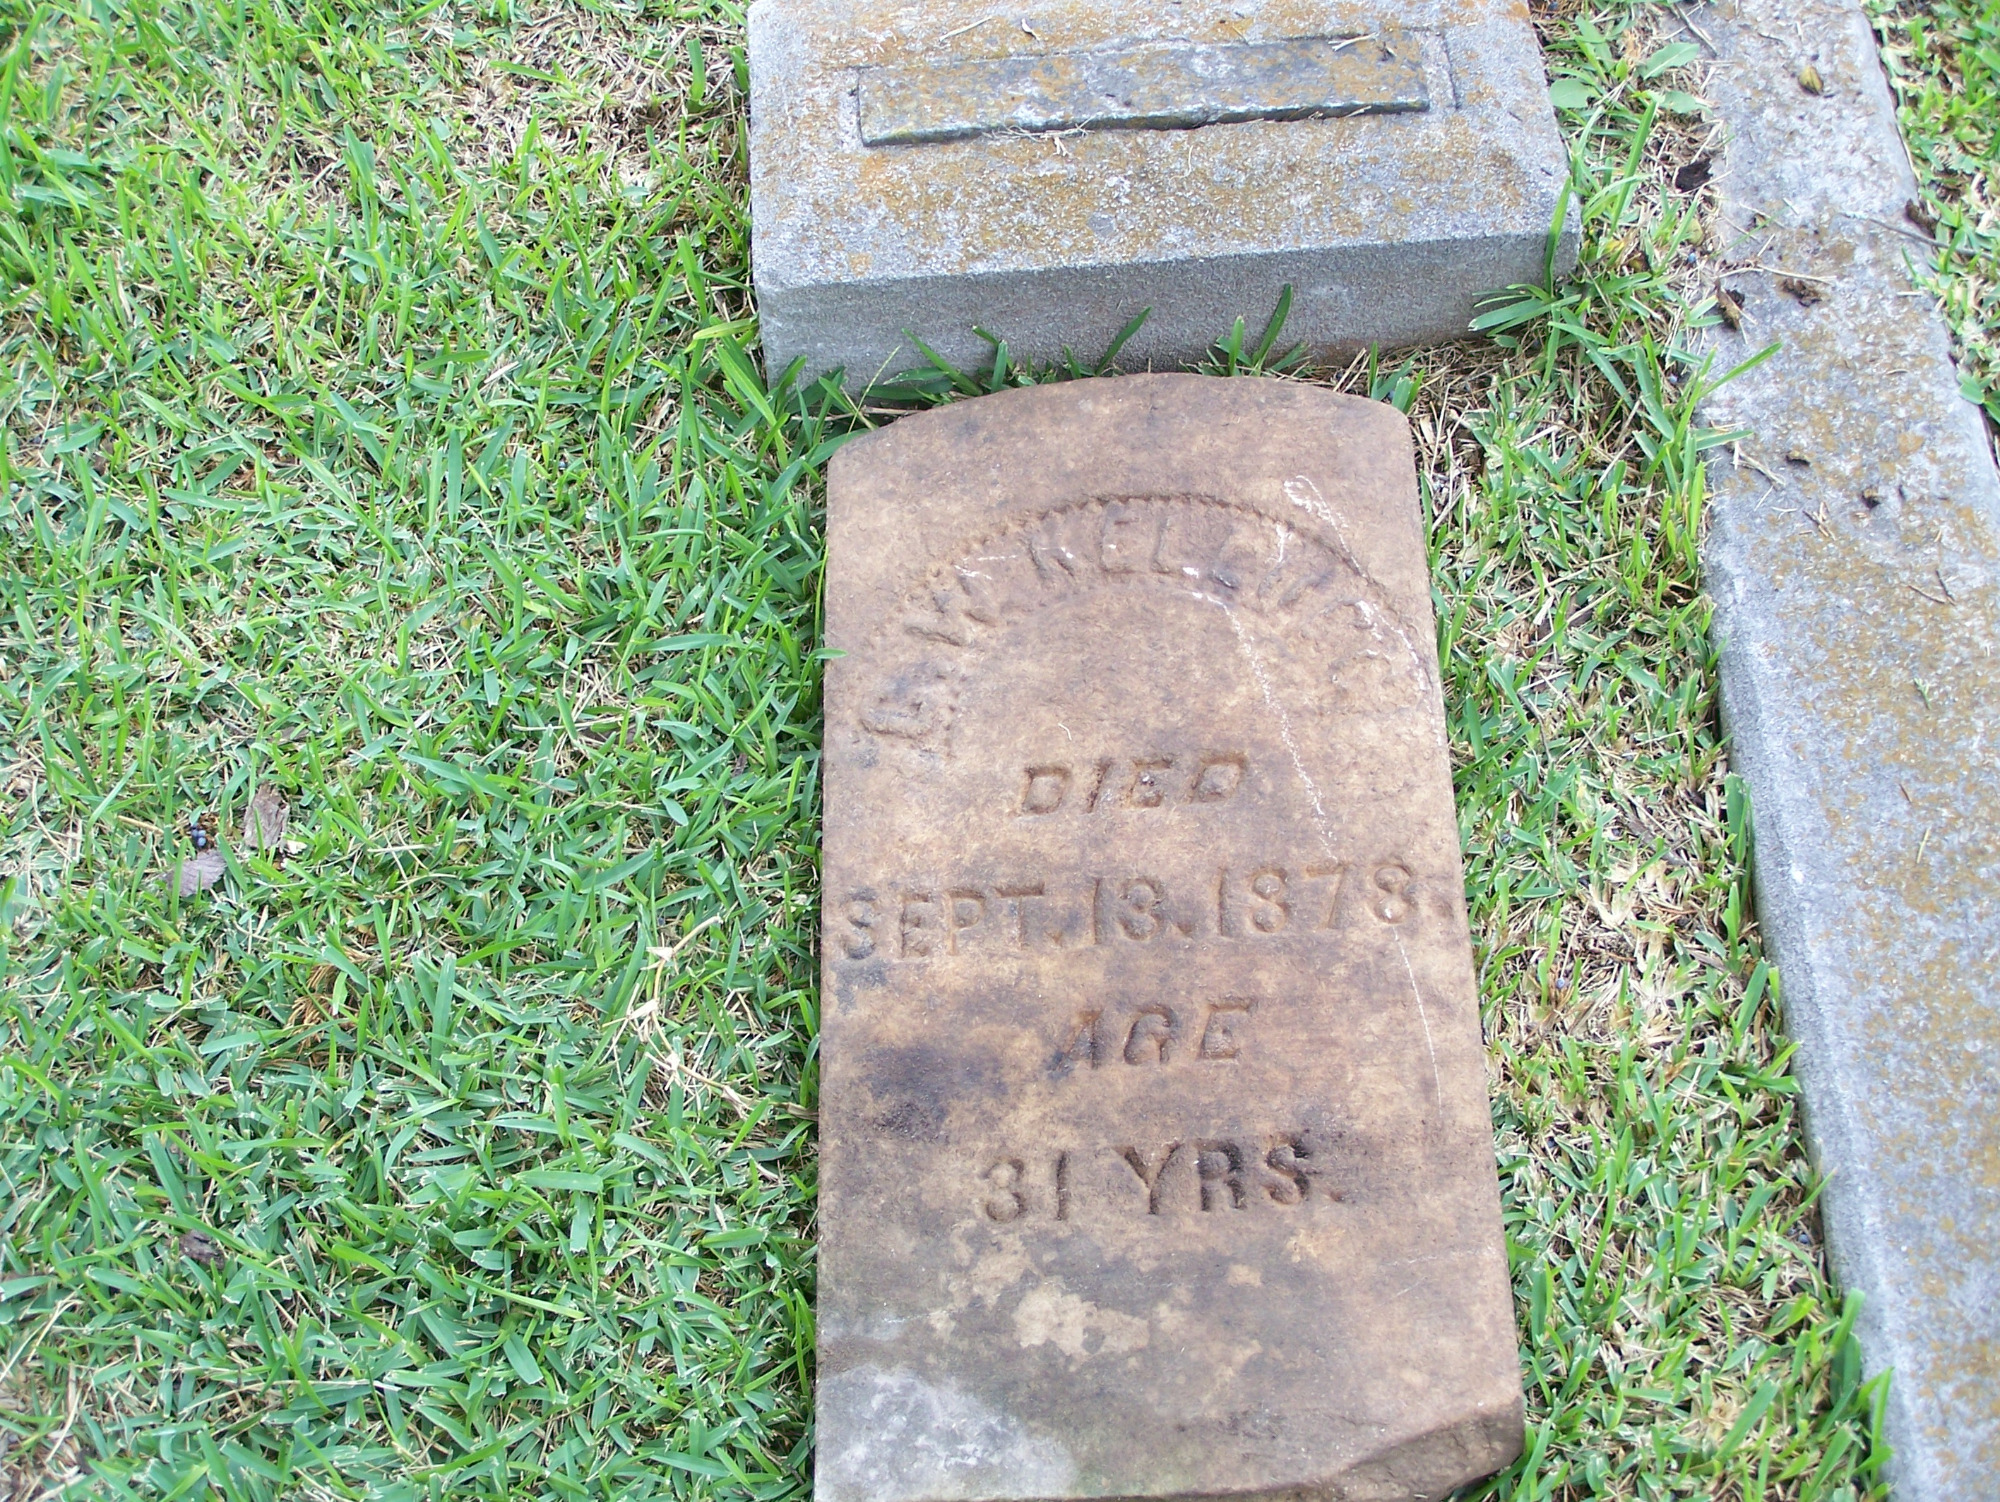 W.
DIED
SEPT. 13. 1878.
AGE
31 YRS.